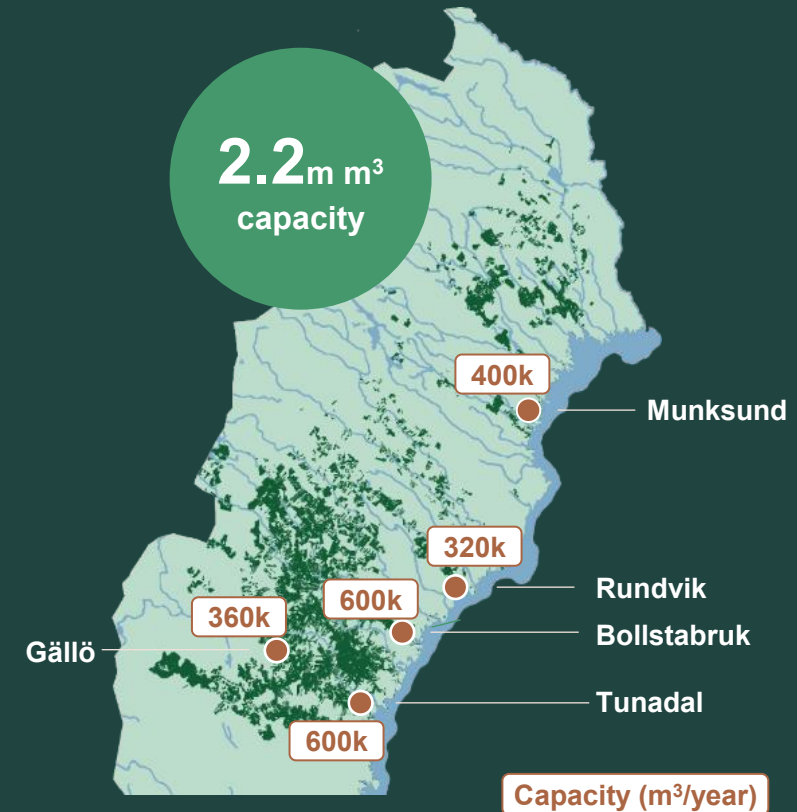 2.2m m³
capacity
400k
Munksund
320k
Rundvik
600k
Bollstabruk
360k
Gällö
Tunadal
600k
Capacity (m³/year)